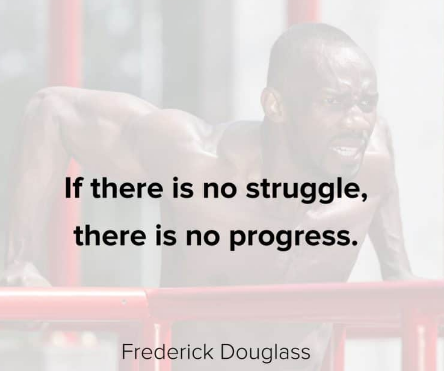 If there is no struggle,
there is no progress.
Frederick Douglass